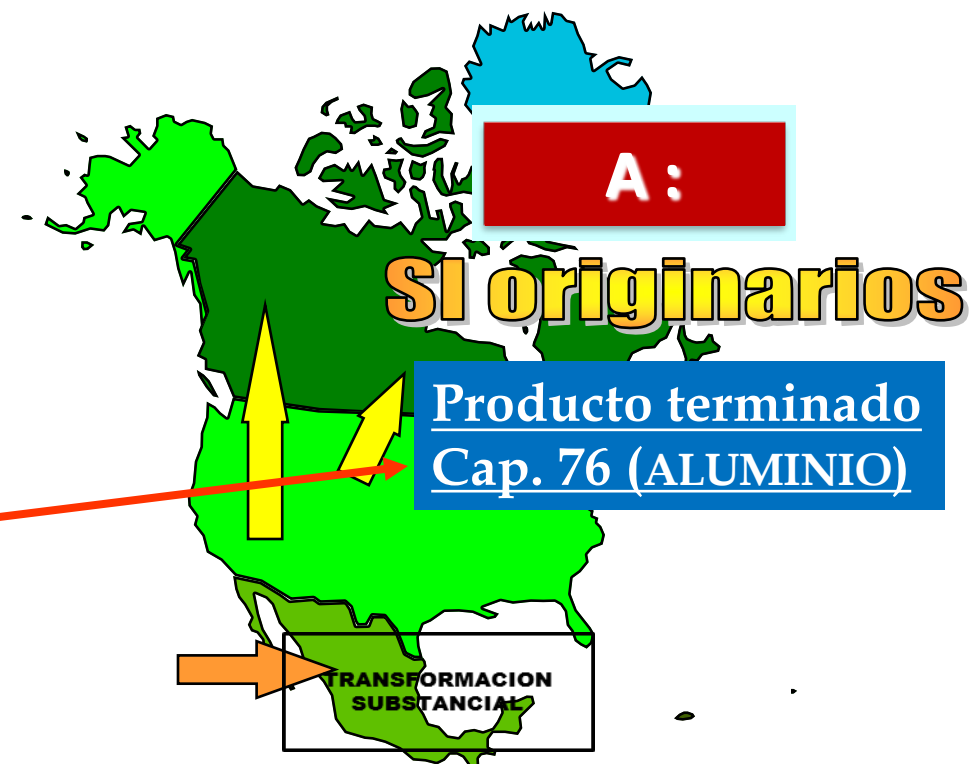 A :
SI originarios
Producto terminado
Cap. 76 (ALUMINIO)
TRANSFORMACION
SUBSTANCIAL